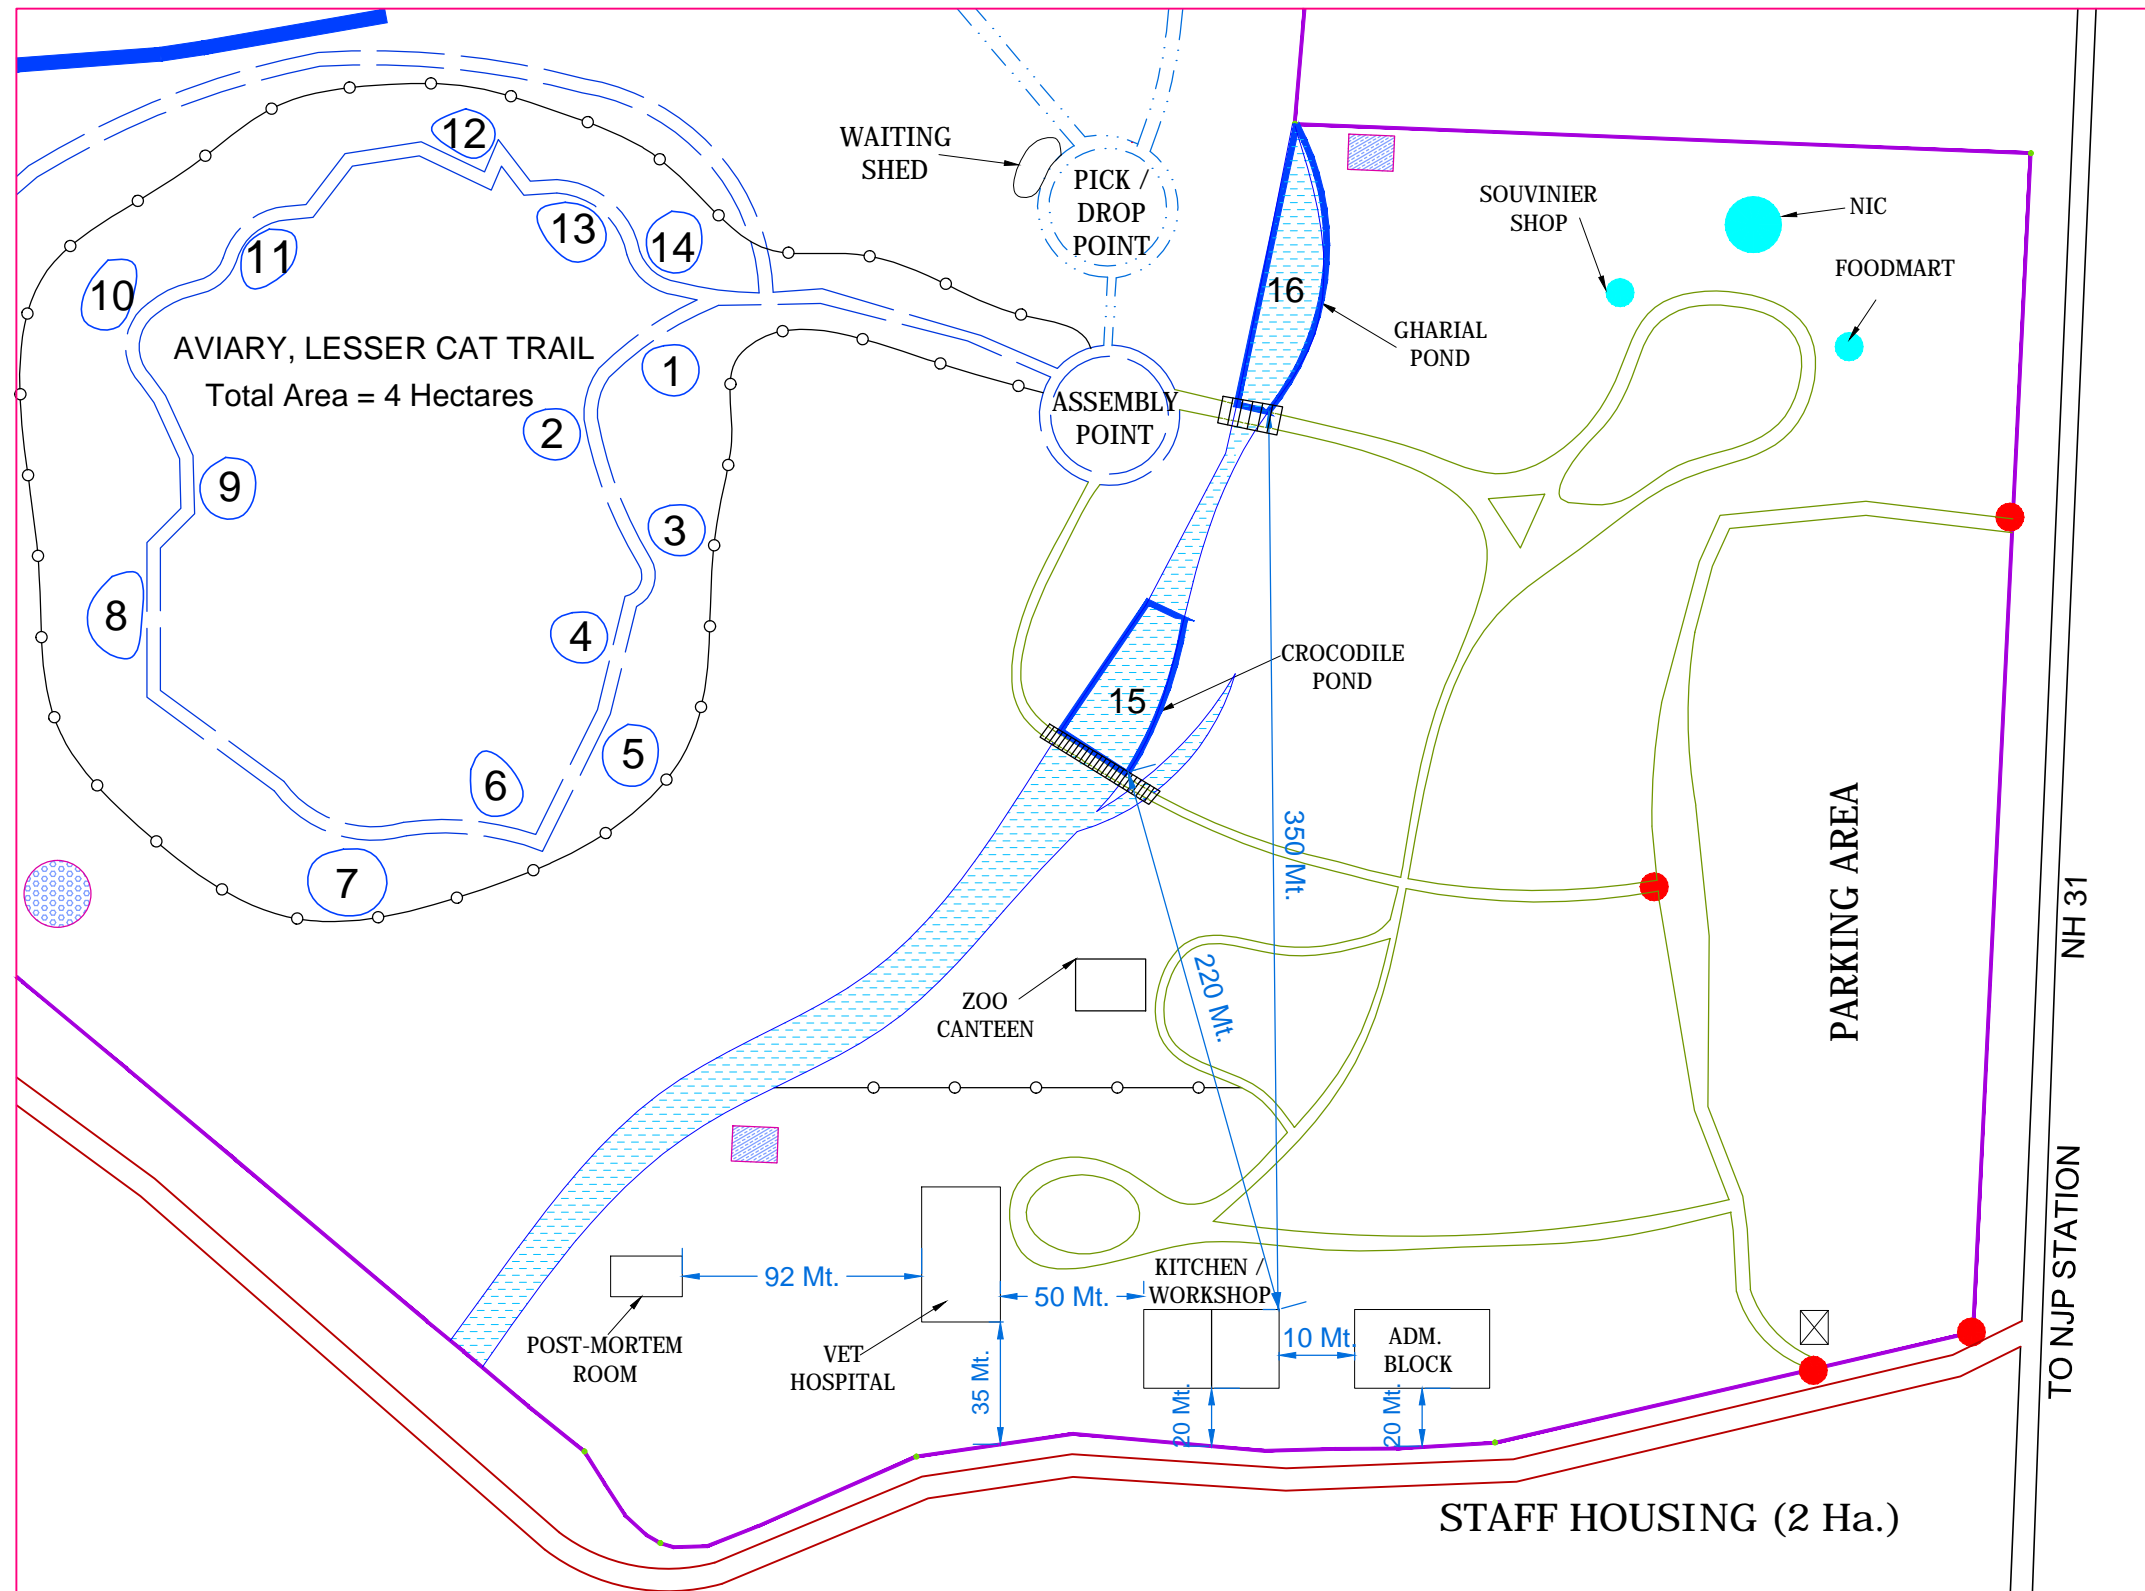 12
WAITING
SHED
PICK /
DROP
POINT
SOUVINIER
SHOP
NIC
13
14
11
10
FOODMART
16
GHARIAL
POND
AVIARY, LESSER CAT TRAIL
Total Area = 4 Hectares
1
2
ASSEMBLY
POINT
9
3
8
4
CROCODILE
POND
15
5
6
7
350 Mt.
PARKING AREA
NH 31
220 Mt.
ZOO
CANTEEN
TO NJP STATION
92 Mt.
50 Mt.
KITCHEN /
WORKSHOP
POST-MORTEM
ROOM
VET
HOSPITAL
10 Mt.
ADM.
BLOCK
35 Mt.
20 Mt.
20 Mt.
STAFF HOUSING (2 Ha.)